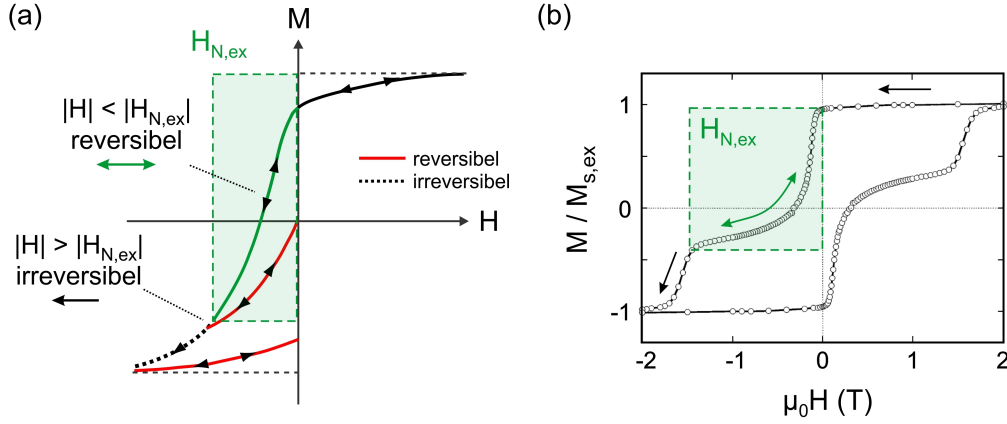 (a)
M
H_N,ex
|H| < |H_N,ex|
reversibel
reversibel
irreversibel
H
|H| > |H_N,ex|
irreversibel
(b)
M / M_s,ex
1
0
-1
H_N,ex
-2
-1
0
1
2
μ₀H (T)